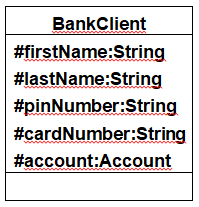 BankClient
#firstName:String
#lastName:String
#pinNumber:String
#cardNumber:String
#account:Account